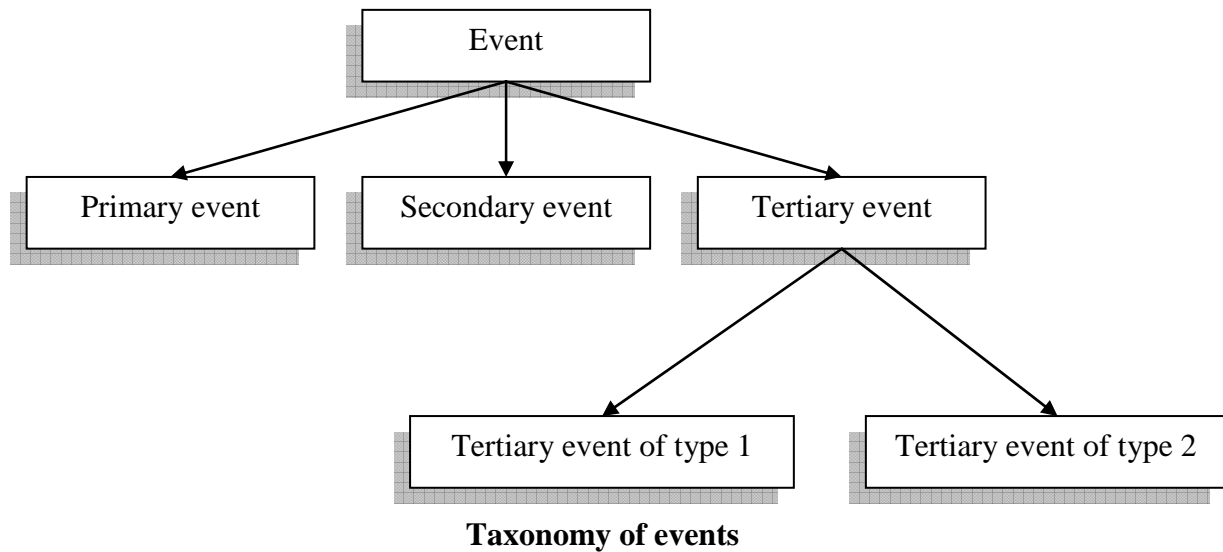 Event
Primary event
Secondary event
Tertiary event
Tertiary event of type 1
Tertiary event of type 2
Taxonomy of events